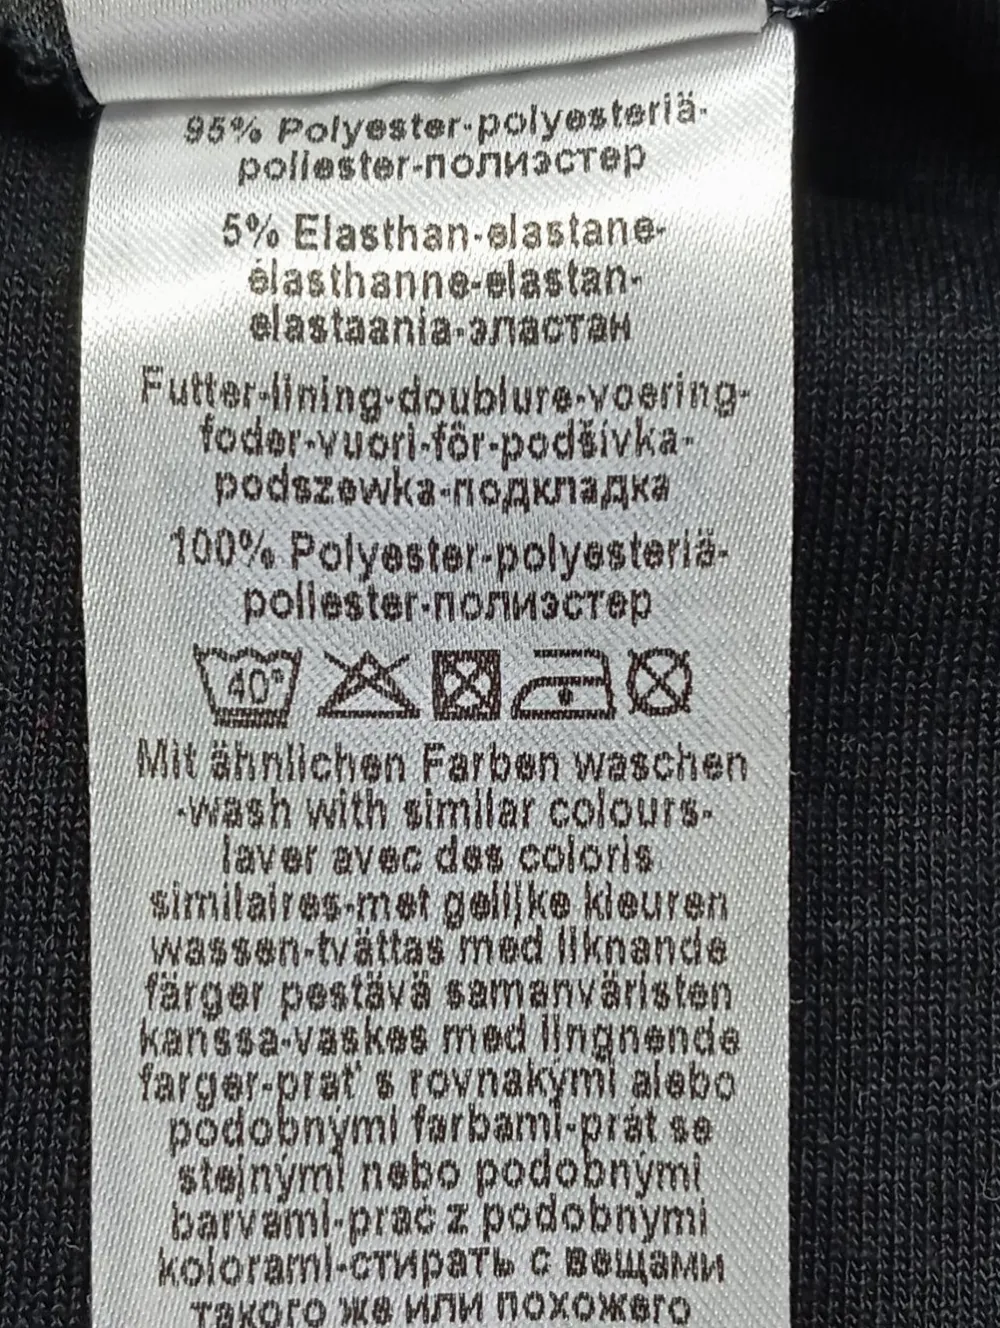 95% Polyester-polyesteriä-
poliester-полиэстер
5% Elasthan-elastane-
élasthanne-elastan-
elastaania-эластан
Futter-lining-doublure-voering-
foder-vuori-fôr-podšívka-
podszewka-подкладка
100% Polyester-polyesteriä-
poliester-полиэстер
40°
Mit ähnlichen Farben waschen
-wash with similar colours-
laver avec des coloris
similaires-met gelijke kleuren
wassen-tvättas med liknande
färger pestävä samanväristen
kanssa-vaskes med lingnende
farger-prat' s rovnakými alebo
podobnými farbami-prát se
stejnými nebo podobnými
barvami-prać z podobnymi
kolorami-стирать с вещами
такого же или похожего